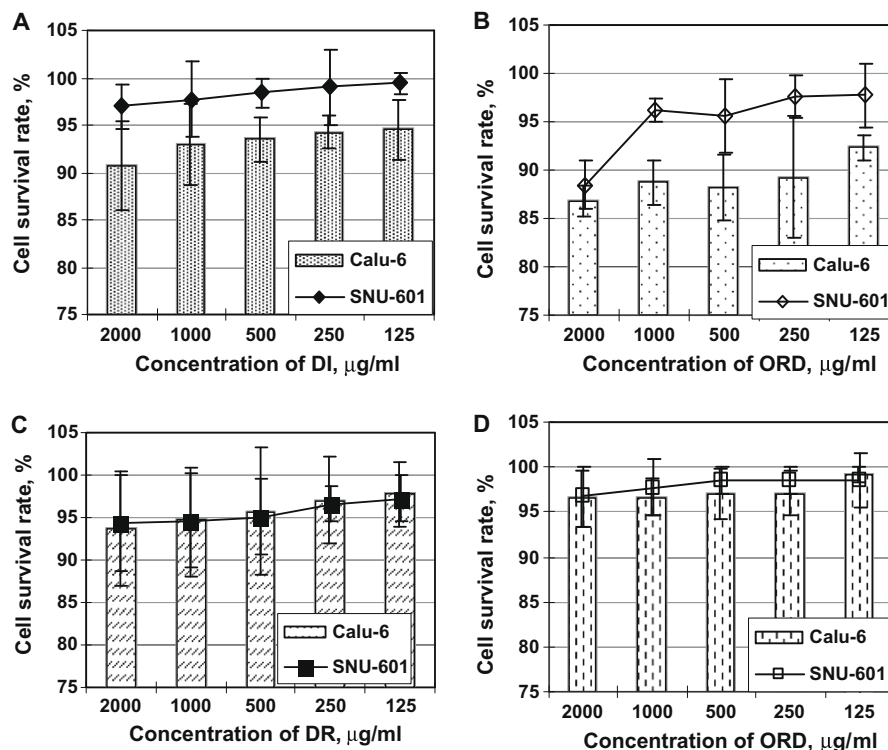 A
Cell survival rate, %
105
100
95
90
85
80
75
Calu-6
SNU-601
2000 1000 500 250 125
Concentration of DI, μg/ml
B
Cell survival rate, %
105
100
95
90
85
80
75
Calu-6
SNU-601
2000 1000 500 250 125
Concentration of ORD, μg/ml
C
Cell survival rate, %
105
100
95
90
85
80
75
Calu-6
SNU-601
2000 1000 500 250 125
Concentration of DR, μg/ml
D
Cell survival rate, %
105
100
95
90
85
80
75
Calu-6
SNU-601
2000 1000 500 250 125
Concentration of ORD, μg/ml